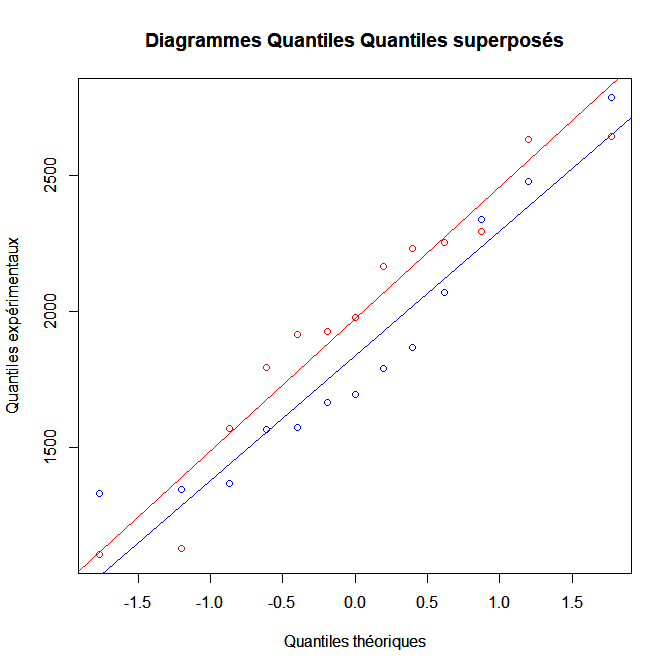 Diagrammes Quantiles Quantiles superposés
Quantiles expérimentaux
2500
2000
1500
-1.5 -1.0 -0.5 0.0 0.5 1.0 1.5
Quantiles théoriques